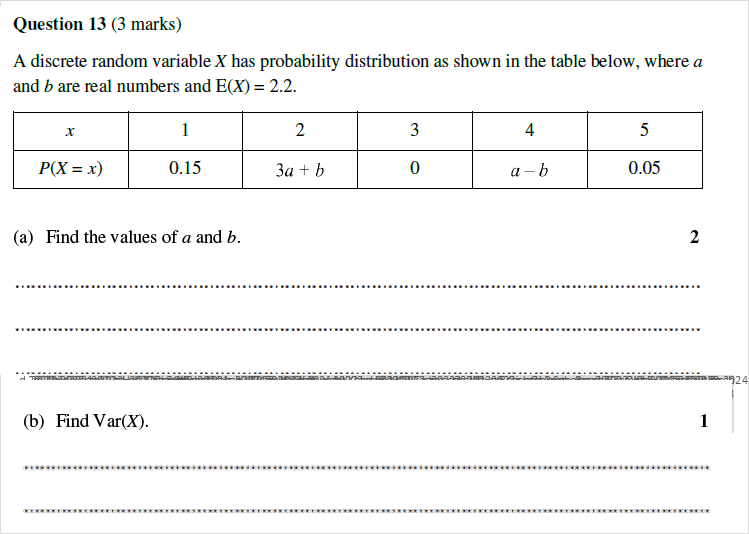 Question 13 (3 marks)
A discrete random variable X has probability distribution as shown in the table below, where a
and b are real numbers and E(X) = 2.2.
x 1 2 3 4 5
P(X = x) 0.15 3a + b 0 a − b 0.05
(a) Find the values of a and b. 2
24
(b) Find Var(X). 1